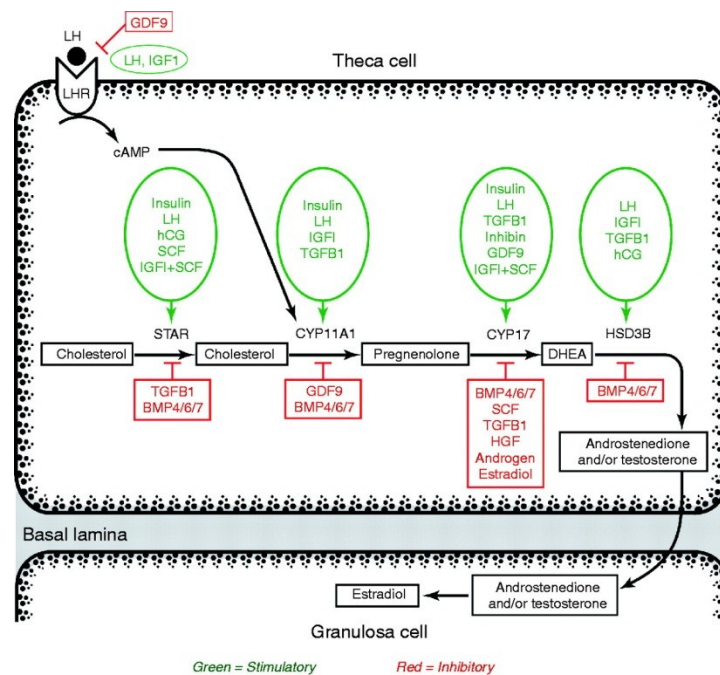 GDF9
LH
LH, IGF1
LHR
Theca cell
cAMP
Insulin
LH
hCG
SCF
IGFI+SCF
Insulin
LH
IGFI
TGFB1
Insulin
LH
TGFB1
Inhibin
GDF9
IGFI+SCF
LH
IGFI
TGFB1
hCG
STAR
CYP11A1
CYP17
HSD3B
Cholesterol
Cholesterol
Pregnenolone
DHEA
TGFB1
BMP4/6/7
GDF9
BMP4/6/7
BMP4/6/7
SCF
TGFB1
HGF
Androgen
Estradiol
BMP4/6/7
Androstenedione
and/or testosterone
Basal lamina
Estradiol
Androstenedione
and/or testosterone
Granulosa cell
Green = Stimulatory
Red = Inhibitory